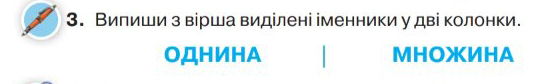 3. Випиши з вірша виділені іменники у дві колонки.
ОДНИНА | МНОЖИНА